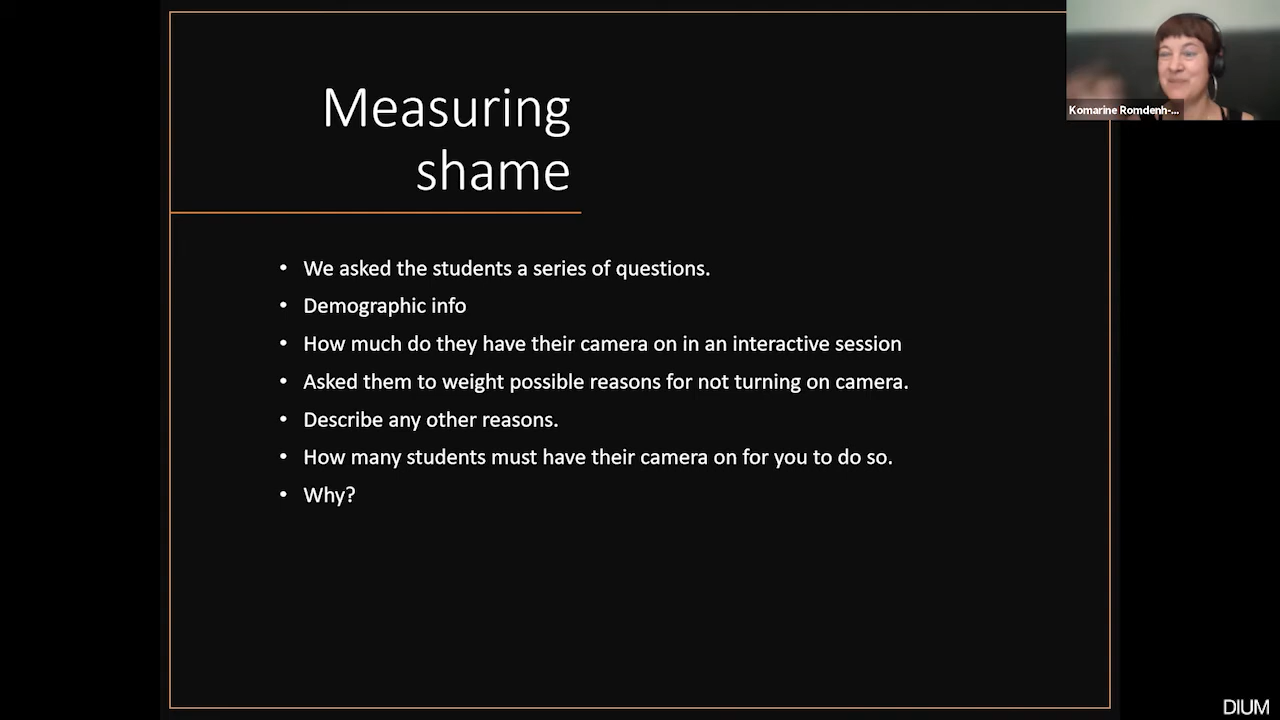 Measuring
shame
• We asked the students a series of questions.
• Demographic info
• How much do they have their camera on in an interactive session
• Asked them to weight possible reasons for not turning on camera.
• Describe any other reasons.
• How many students must have their camera on for you to do so.
• Why?
Komarine Romdenh-...
DIUM